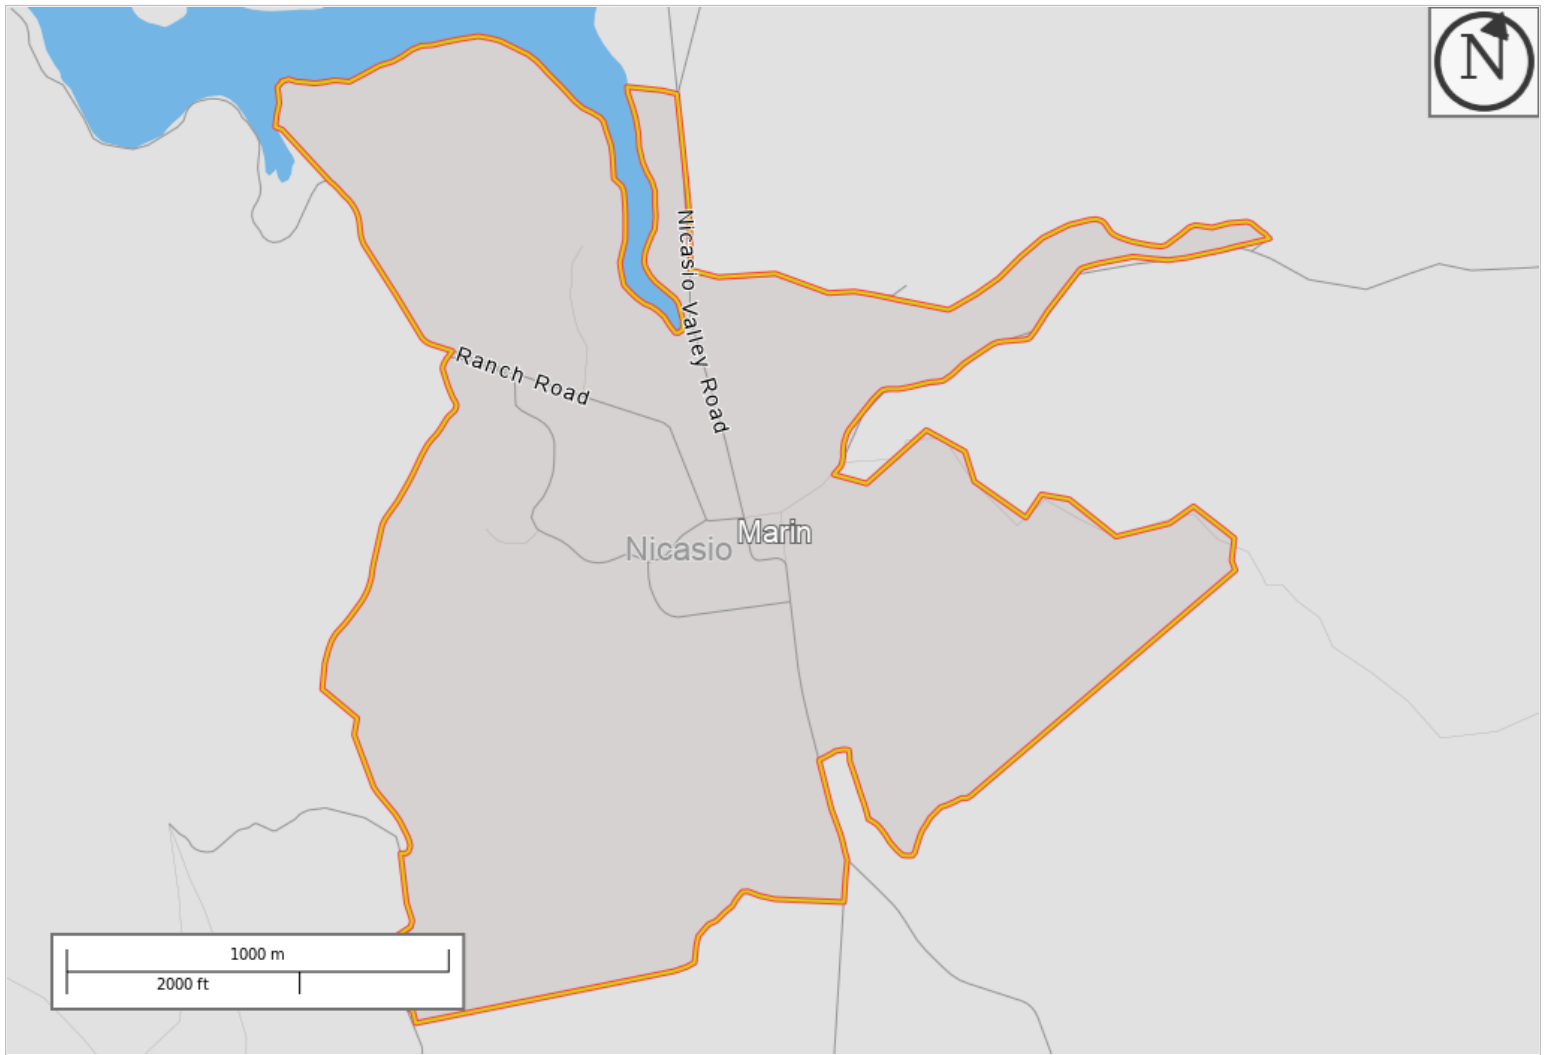 N
Nicasio Valley Road
Ranch Road
Marin
Nicasio
1000 m
2000 ft